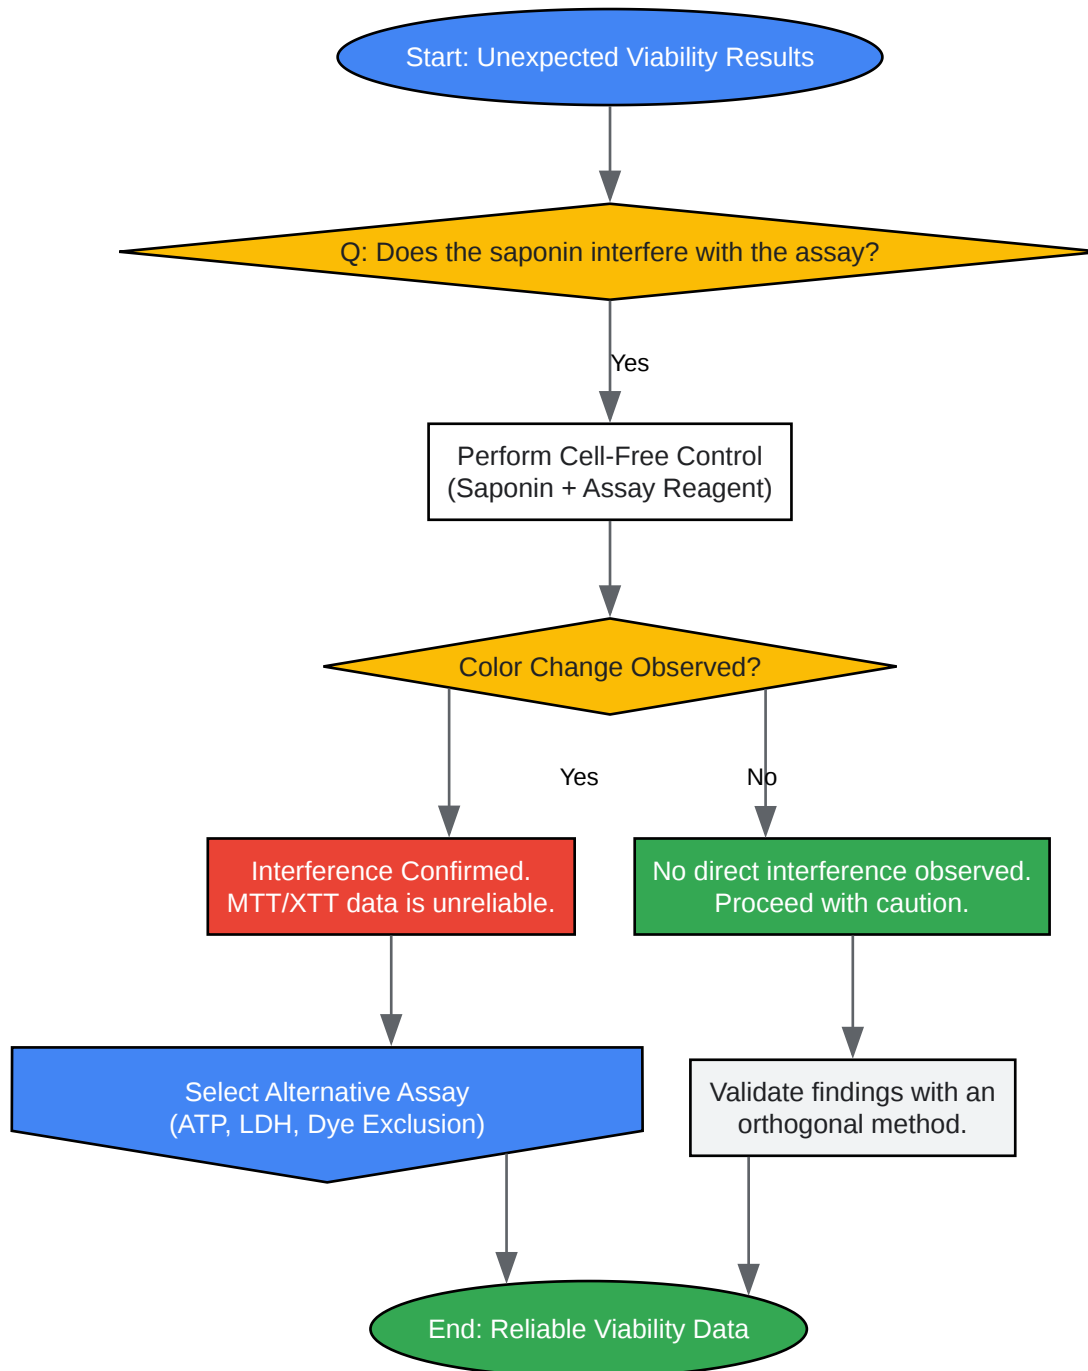 Start: Unexpected Viability Results
Q: Does the saponin interfere with the assay?
Yes
Perform Cell-Free Control
(Saponin + Assay Reagent)
Color Change Observed?
Yes
No
Interference Confirmed.
MTT/XTT data is unreliable.
No direct interference observed.
Proceed with caution.
Select Alternative Assay
(ATP, LDH, Dye Exclusion)
Validate findings with an
orthogonal method.
End: Reliable Viability Data